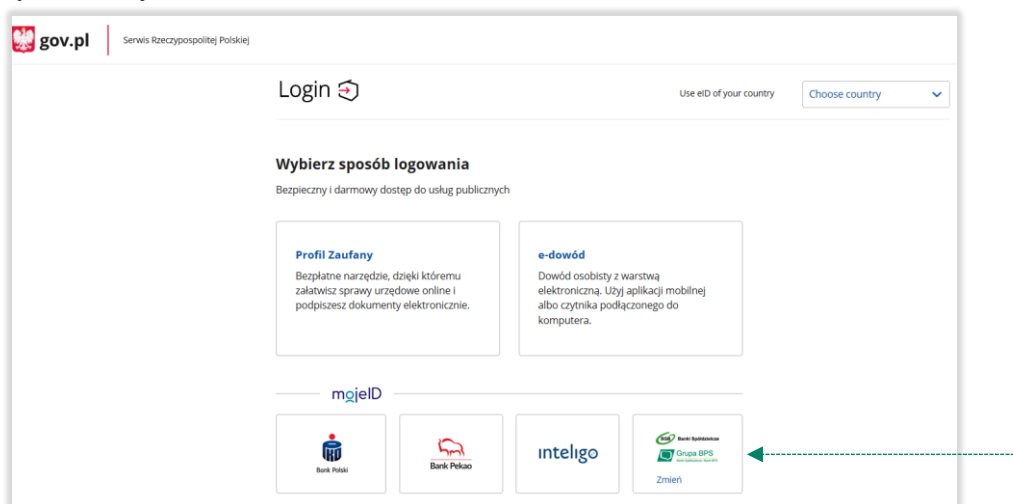 gov.pl
Serwis Rzeczypospolitej Polskiej
Login
Use eID of your country
Choose country
Wybierz sposób logowania
Bezpieczny i darmowy dostęp do usług publicznych
Profil Zaufany
Bezpłatne narzędzie, dzięki któremu
załatwisz sprawy urzędowe online i
podpiszesz dokumenty elektronicznie.
e-dowód
Dowód osobisty z warstwą
elektroniczną. Użyj aplikacji mobilnej
albo czytnika podłączonego do
komputera.
mojeID
Bank Polski
Bank Pekao
inteligo
SGB Banki Spółdzielcze
Grupa BPS
Zmień